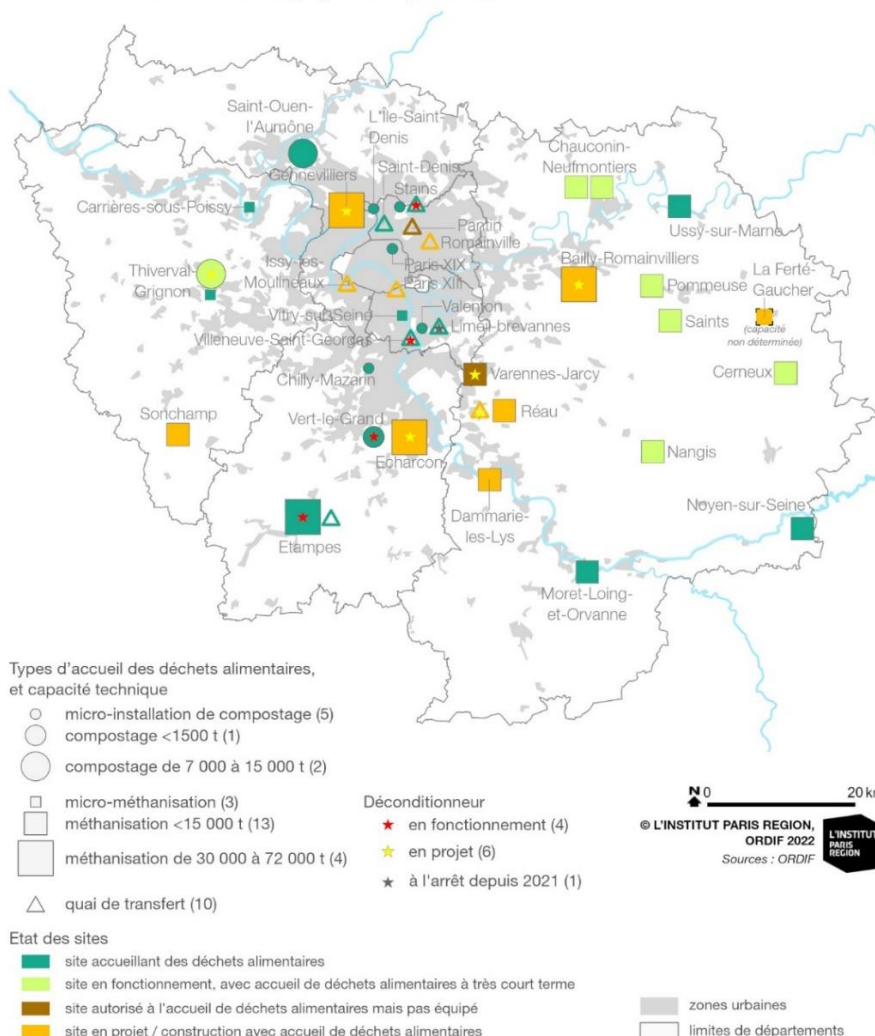 Saint-Ouen-
l'Aumône
L'Île-Saint-
Denis
Saint-Denis
Stains
Gennevilliers
Chauconin-
Neufmontiers
Carrières-sous-Poissy
Ussy-sur-Marne
Pantin
Romainville
Paris XIX
Issy-les-
Moulineaux
Paris XIII
Bailly-Romainvilliers
Thiverval-
Grignon
Pommeuse
La Ferté-
Gaucher
(capacité
non déterminée)
Valenton
Vitry-sur-Seine
Limeil-brevannes
Saints
Villeneuve-Saint-Georges
Chilly-Mazarin
Varennes-Jarcy
Cerneux
Vert-le-Grand
Sonchamp
Réau
Echarcon
Nangis
Dammarie-
les-Lys
Noyen-sur-Seine
Etampes
Moret-Loing-
et-Orvanne
Types d'accueil des déchets alimentaires,
et capacité technique
micro-installation de compostage (5)
compostage <1500 t (1)
compostage de 7 000 à 15 000 t (2)
micro-méthanisation (3)
méthanisation <15 000 t (13)
méthanisation de 30 000 à 72 000 t (4)
quai de transfert (10)
Déconditionneur
en fonctionnement (4)
en projet (6)
à l'arrêt depuis 2021 (1)
N 0 20 km
© L'INSTITUT PARIS REGION,
ORDIF 2022
Sources : ORDIF
L'INSTITUT
PARIS
REGION
Etat des sites
site accueillant des déchets alimentaires
site en fonctionnement, avec accueil de déchets alimentaires à très court terme
site autorisé à l'accueil de déchets alimentaires mais pas équipé
site en projet / construction avec accueil de déchets alimentaires
zones urbaines
limites de départements